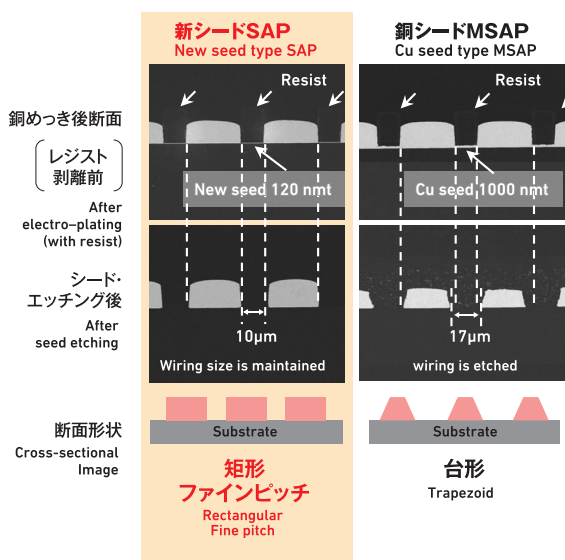 新シードSAP
New seed type SAP
銅シードMSAP
Cu seed type MSAP
銅めっき後断面
レジスト
剥離前
After
electro–plating
(with resist)
Resist
New seed 120 nmt
Resist
Cu seed 1000 nmt
シード・
エッチング後
After
seed etching
10μm
Wiring size is maintained
17μm
wiring is etched
断面形状
Cross-sectional
Image
Substrate
Substrate
矩形
ファインピッチ
Rectangular
Fine pitch
台形
Trapezoid